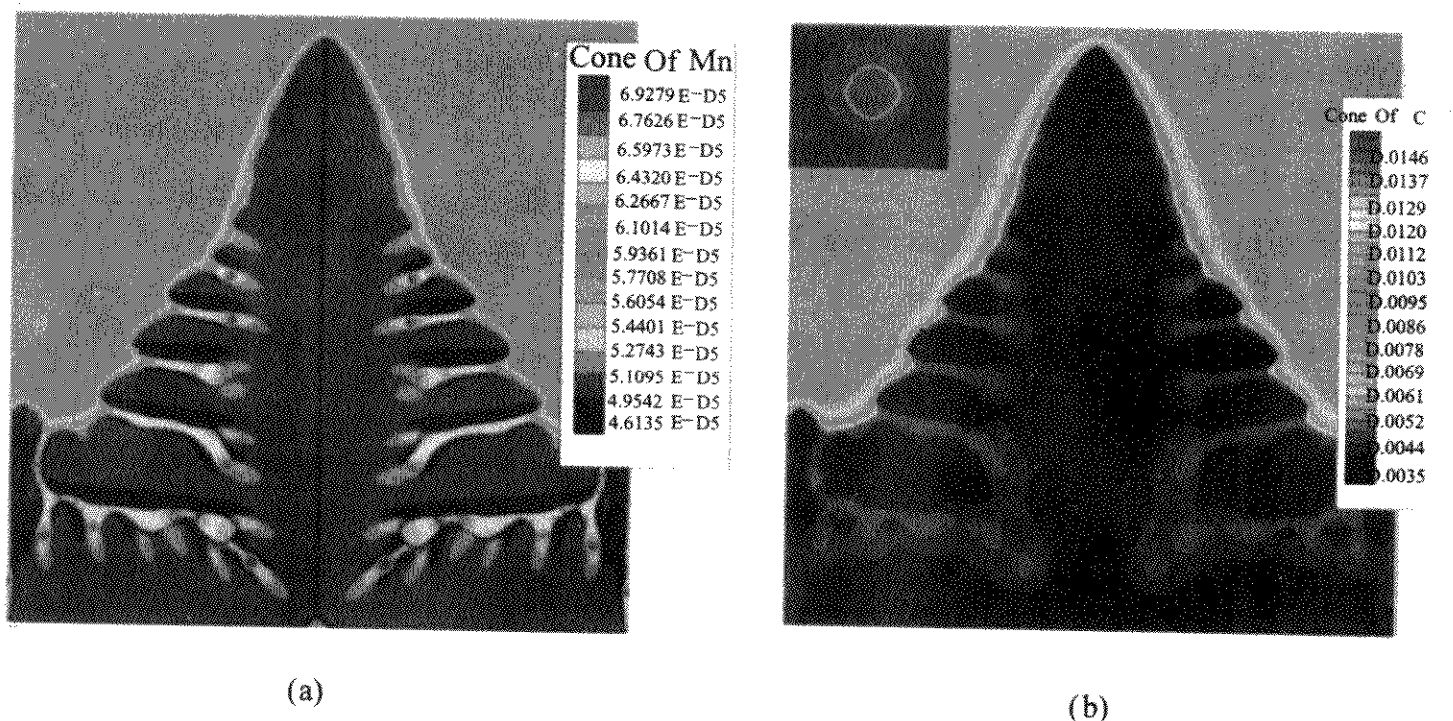 Cone Of Mn
6.9279 E-D5
6.7626 E-D5
6.5973 E-D5
6.4320 E-D5
6.2667 E-D5
6.1014 E-D5
5.9361 E-D5
5.7708 E-D5
5.6054 E-D5
5.4401 E-D5
5.2743 E-D5
5.1095 E-D5
4.9542 E-D5
4.6135 E-D5
(a)
Cone Of C
D.0146
D.0137
D.0129
D.0120
D.0112
D.0103
D.0095
D.0086
D.0078
D.0069
D.0061
D.0052
D.0044
D.0035
(b)